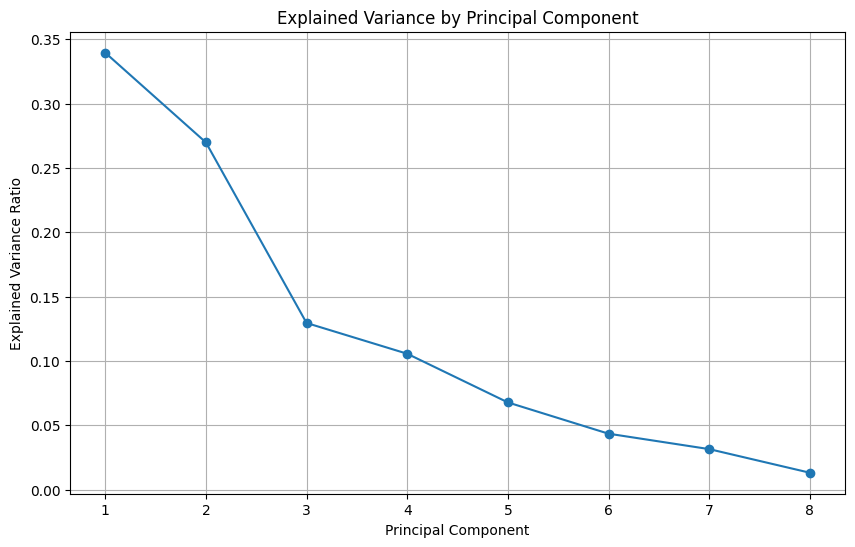 Explained Variance by Principal Component
Explained Variance Ratio
0.35
0.30
0.25
0.20
0.15
0.10
0.05
0.00
1 2 3 4 5 6 7 8
Principal Component